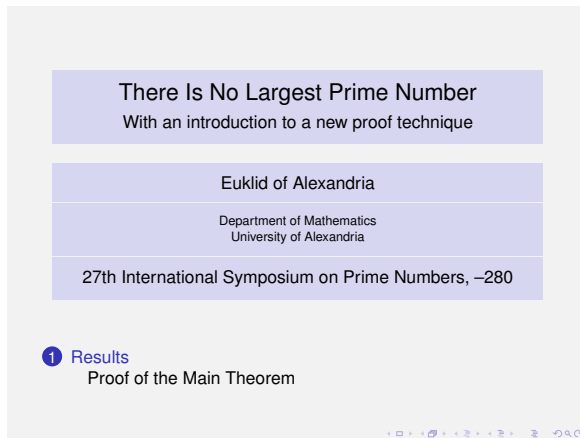 There Is No Largest Prime Number
With an introduction to a new proof technique
Euklid of Alexandria
Department of Mathematics
University of Alexandria
27th International Symposium on Prime Numbers, –280
1 Results
Proof of the Main Theorem